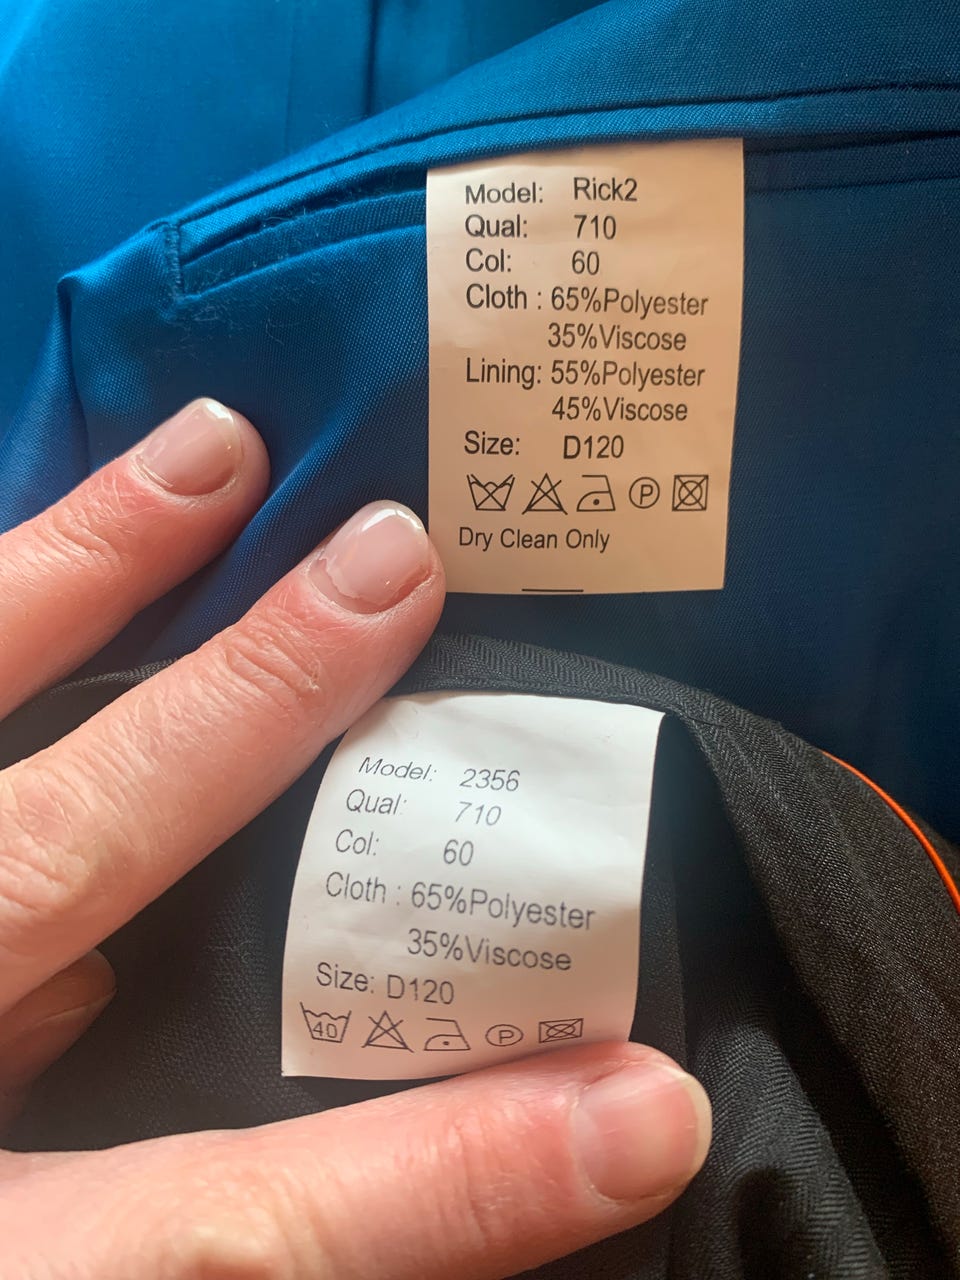 Model: Rick2
Qual: 710
Col: 60
Cloth : 65%Polyester
35%Viscose
Lining: 55%Polyester
45%Viscose
Size: D120
P
Dry Clean Only
Model: 2356
Qual: 710
Col: 60
Cloth : 65%Polyester
35%Viscose
Size: D120
40 P